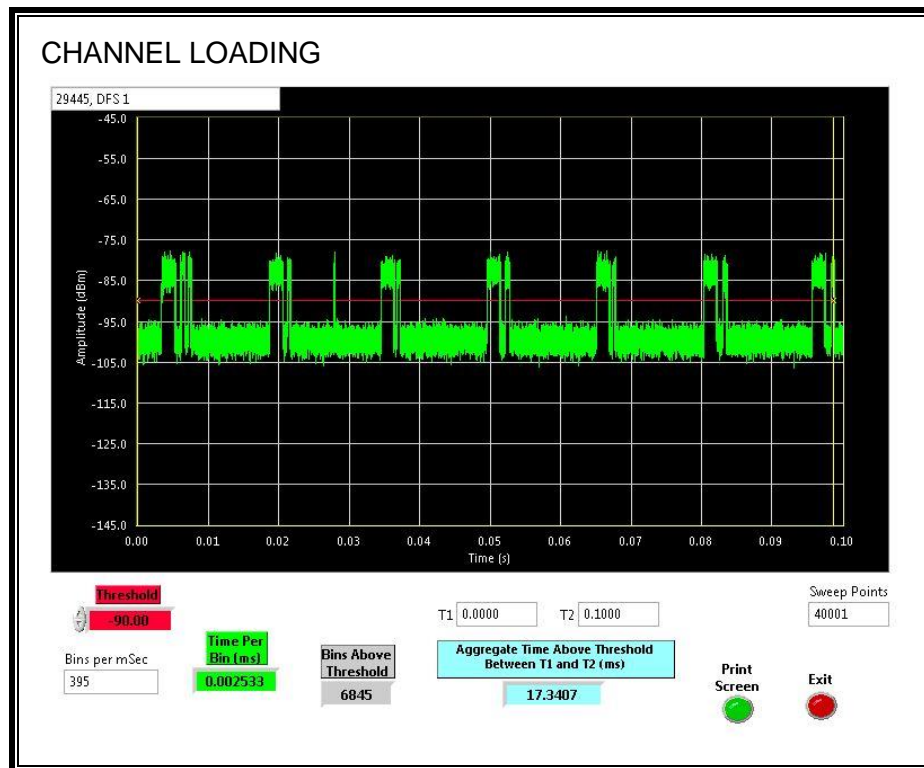 CHANNEL LOADING
29445, DFS 1
-45.0
-55.0
-65.0
-75.0
-85.0
-95.0
-105.0
-115.0
-125.0
-135.0
-145.0
Amplitude (dBm)
0.00 0.01 0.02 0.03 0.04 0.05 0.06 0.07 0.08 0.09 0.10
Time (s)
Threshold
-90.00
Bins per mSec
395
Time Per
Bin (ms)
0.002533
Bins Above
Threshold
6845
T1 0.0000 T2 0.1000
Aggregate Time Above Threshold
Between T1 and T2 (ms)
17.3407
Sweep Points
40001
Print
Screen
Exit